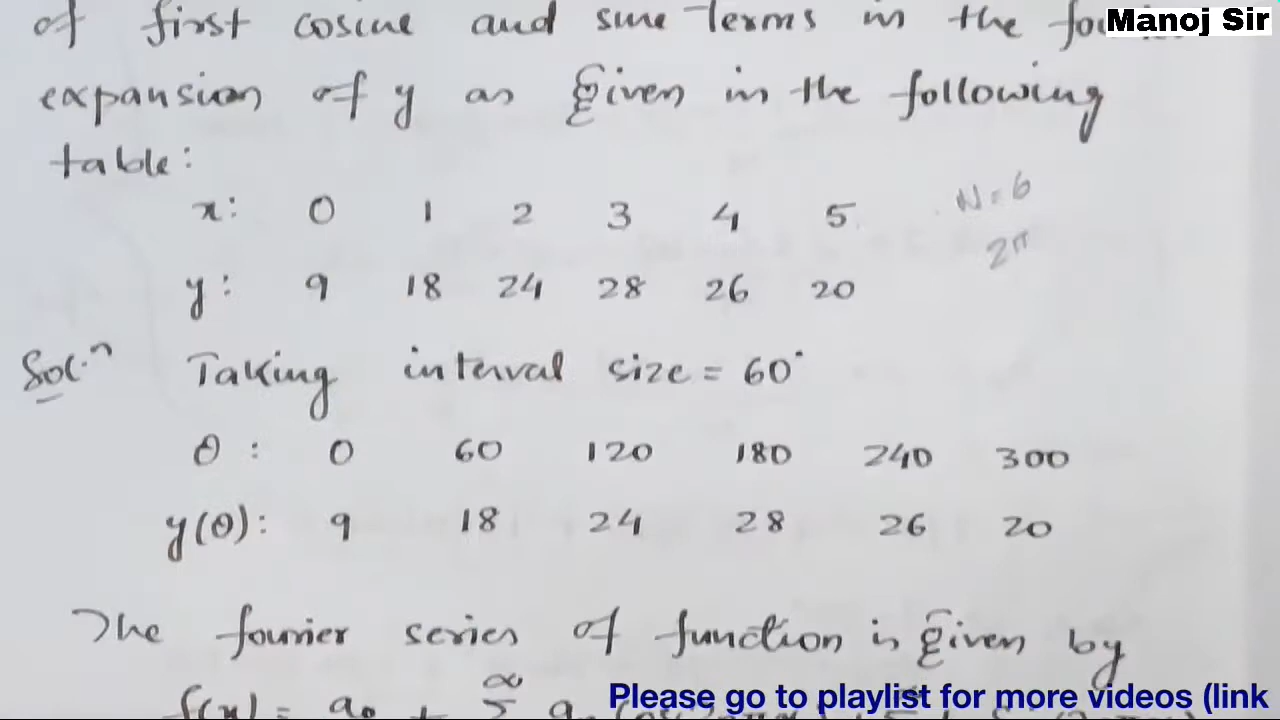 of first cosine and sine terms in the
Manoj Sir
expansion of y as given in the following
table:
x: 0 1 2 3 4 5
N=6
2π
y: 9 18 24 28 26 20
Sol.n Taking interval size = 60°
θ : 0 60 120 180 240 300
y(θ): 9 18 24 28 26 20
The fourier series of function is given by
f(x) = a0 + ∞
Please go to playlist for more videos (link